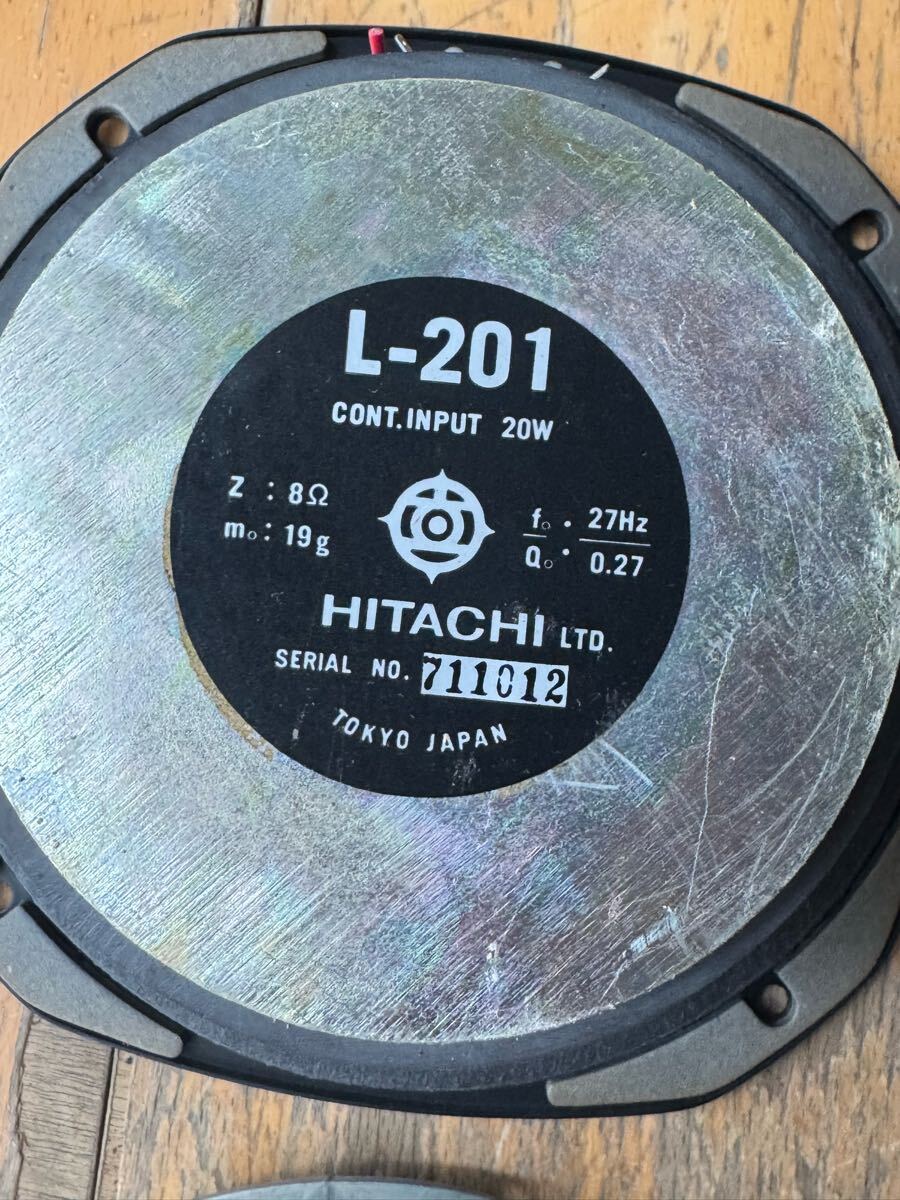 L-201
CONT.INPUT 20W
Z : 8Ω
m₀: 19g
f₀ . 27Hz
Q₀ . 0.27
HITACHI LTD.
SERIAL NO. 711012
TOKYO JAPAN